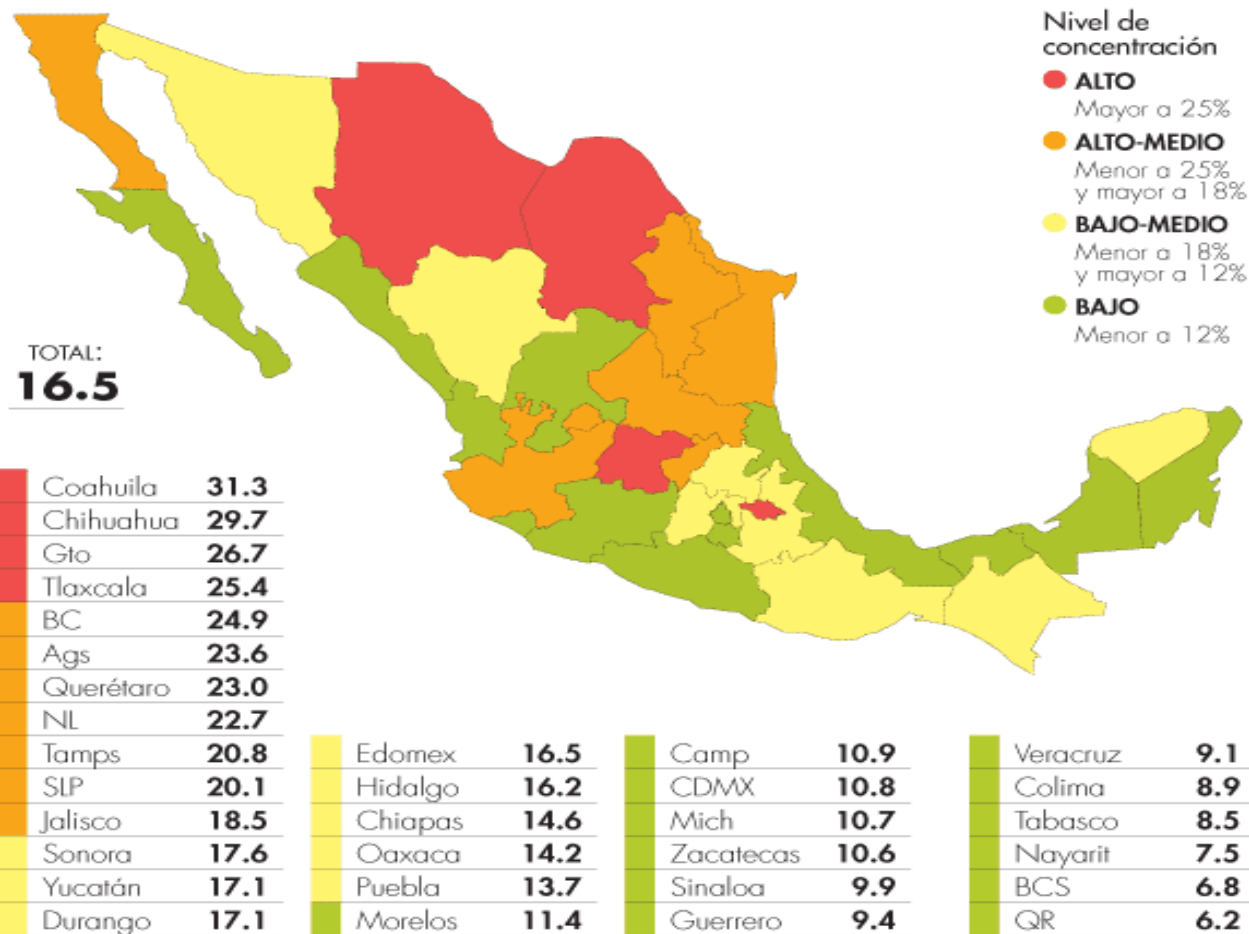 Nivel de
concentración
ALTO
Mayor a 25%
ALTO-MEDIO
Menor a 25%
y mayor a 18%
BAJO-MEDIO
Menor a 18%
y mayor a 12%
BAJO
Menor a 12%
TOTAL:
16.5
Coahuila 31.3
Chihuahua 29.7
Gto 26.7
Tlaxcala 25.4
BC 24.9
Ags 23.6
Querétaro 23.0
NL 22.7
Tamps 20.8
SLP 20.1
Jalisco 18.5
Sonora 17.6
Yucatán 17.1
Durango 17.1
Edomex 16.5
Hidalgo 16.2
Chiapas 14.6
Oaxaca 14.2
Puebla 13.7
Morelos 11.4
Camp 10.9
CDMX 10.8
Mich 10.7
Zacatecas 10.6
Sinaloa 9.9
Guerrero 9.4
Veracruz 9.1
Colima 8.9
Tabasco 8.5
Nayarit 7.5
BCS 6.8
QR 6.2